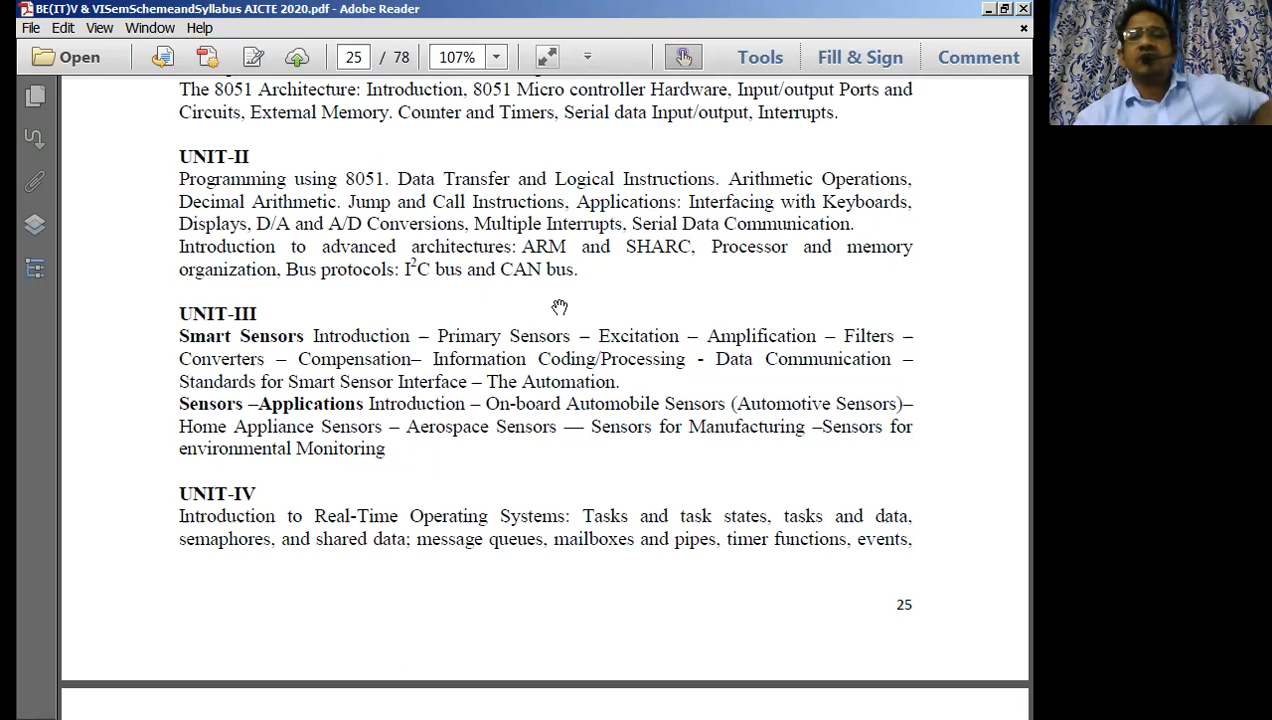 BE(IT)V & VISemSchemeandSyllabus AICTE 2020.pdf - Adobe Reader
File Edit View Window Help
Open 25 / 78 107% Tools Fill & Sign Comment
The 8051 Architecture: Introduction, 8051 Micro controller Hardware, Input/output Ports and
Circuits, External Memory. Counter and Timers, Serial data Input/output, Interrupts.
UNIT-II
Programming using 8051. Data Transfer and Logical Instructions. Arithmetic Operations,
Decimal Arithmetic. Jump and Call Instructions, Applications: Interfacing with Keyboards,
Displays, D/A and A/D Conversions, Multiple Interrupts, Serial Data Communication.
Introduction to advanced architectures: ARM and SHARC, Processor and memory
organization, Bus protocols: I²C bus and CAN bus.
UNIT-III
Smart Sensors Introduction – Primary Sensors – Excitation – Amplification – Filters –
Converters – Compensation– Information Coding/Processing - Data Communication –
Standards for Smart Sensor Interface – The Automation.
Sensors –Applications Introduction – On-board Automobile Sensors (Automotive Sensors)–
Home Appliance Sensors – Aerospace Sensors –– Sensors for Manufacturing –Sensors for
environmental Monitoring
UNIT-IV
Introduction to Real-Time Operating Systems: Tasks and task states, tasks and data,
semaphores, and shared data; message queues, mailboxes and pipes, timer functions, events,
25